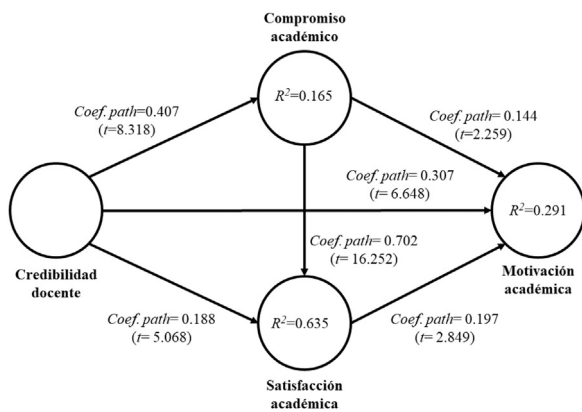 Compromiso
académico
R²=0.165
Coef. path=0.407
(t=8.318)
Coef. path= 0.144
(t=2.259)
Coef. path= 0.307
(t= 6.648)
R²=0.291
Credibilidad
docente
Coef. path= 0.702
(t= 16.252)
Motivación
académica
Coef. path= 0.188
(t= 5.068)
R²=0.635
Coef. path= 0.197
(t= 2.849)
Satisfacción
académica